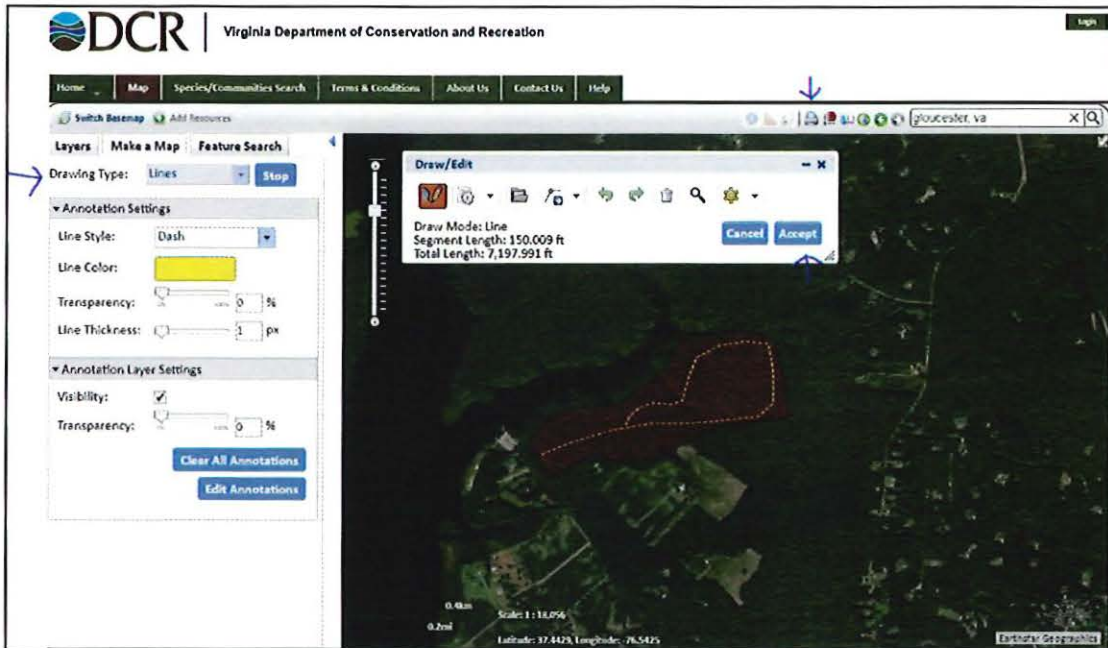 DCR
Virginia Department of Conservation and Recreation
Login
Home
Map
Species/Communities Search
Terms & Conditions
About Us
Contact Us
Help
Switch Basemap
Add Resources
gloucester, va
Layers
Make a Map
Feature Search
Drawing Type: Lines Stop
Annotation Settings
Line Style: Dash
Line Color:
Transparency: 0 %
Line Thickness: 1 px
Annotation Layer Settings
Visibility:
Transparency: 0 %
Clear All Annotations
Edit Annotations
Draw/Edit
Draw Mode: Line
Segment Length: 150.009 ft
Total Length: 7,197.991 ft
Cancel Accept
0.4km
0.2mi
Scale: 1 : 18,056
Latitude: 37.4429, Longitude: -76.5425
Earthstar Geographics